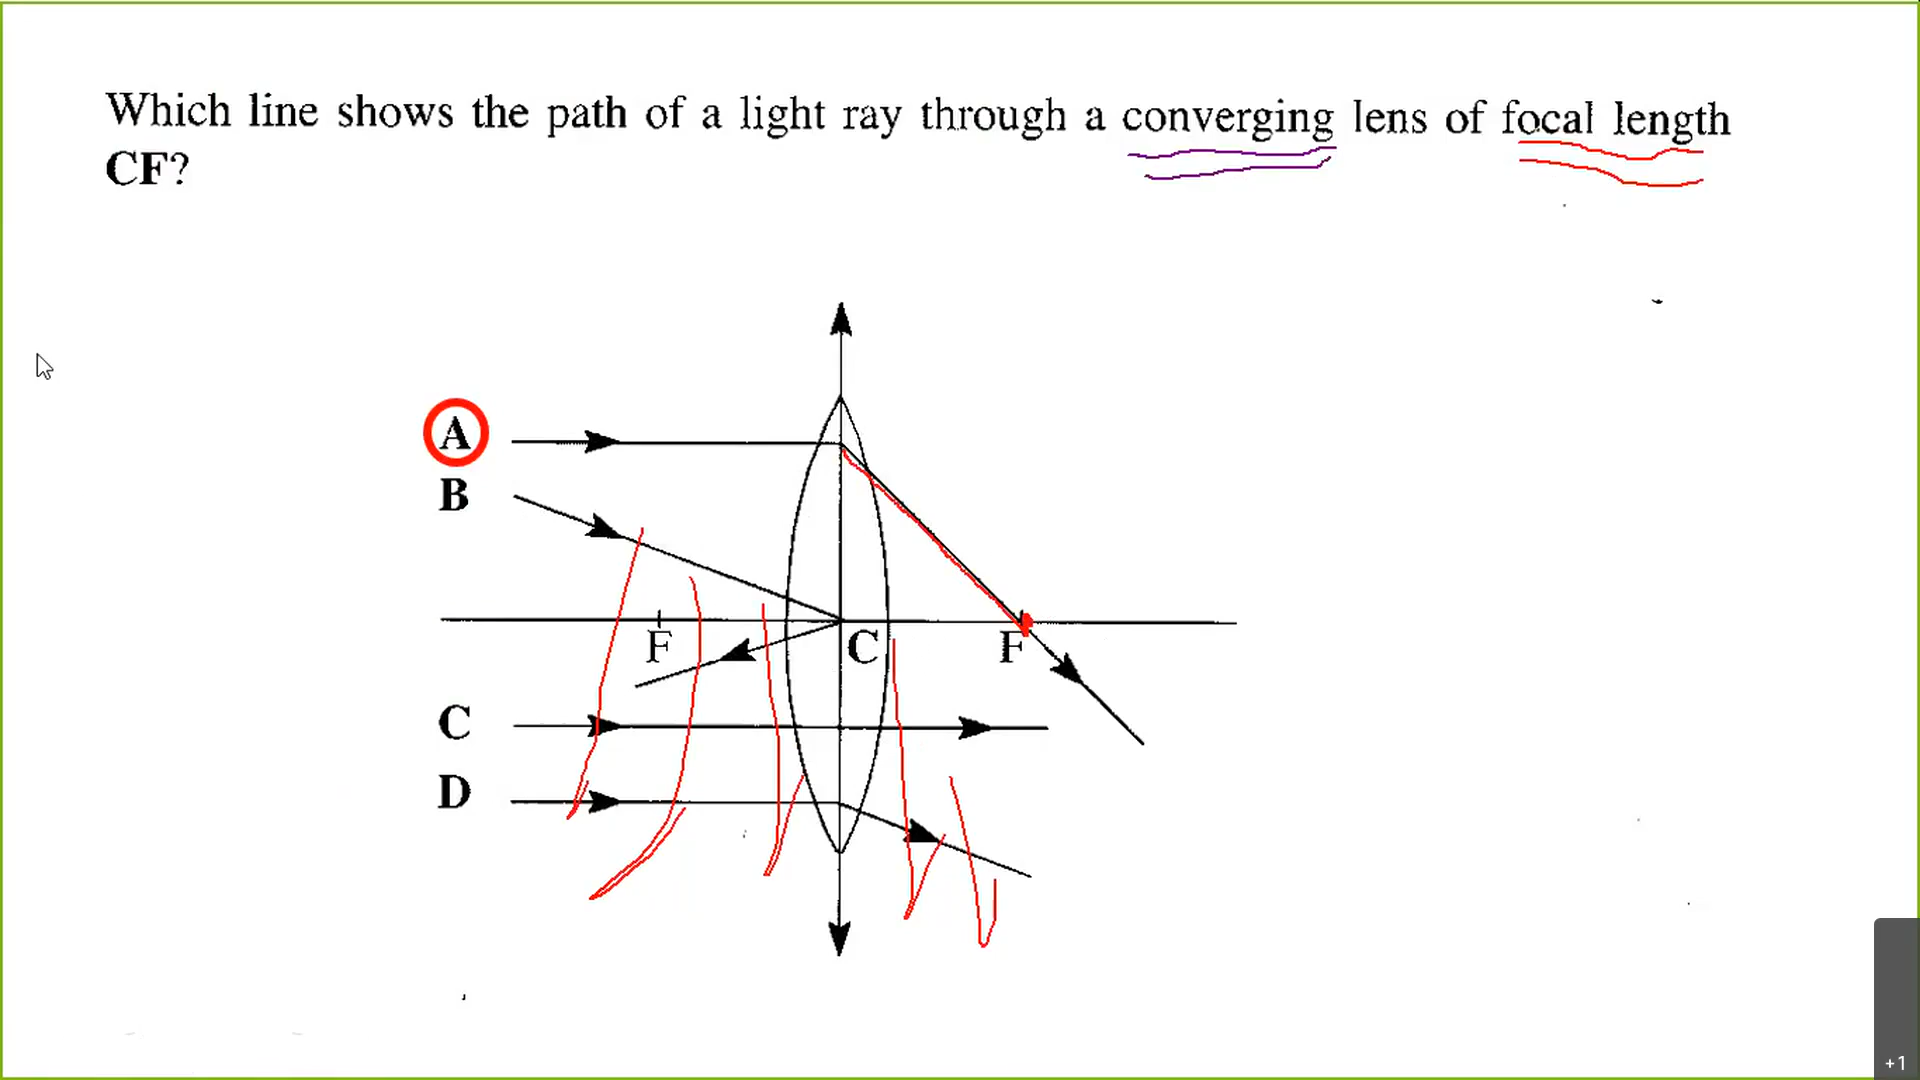 Which line shows the path of a light ray through a converging lens of focal length
CF?
A
B
F
C
F
C
D
+1